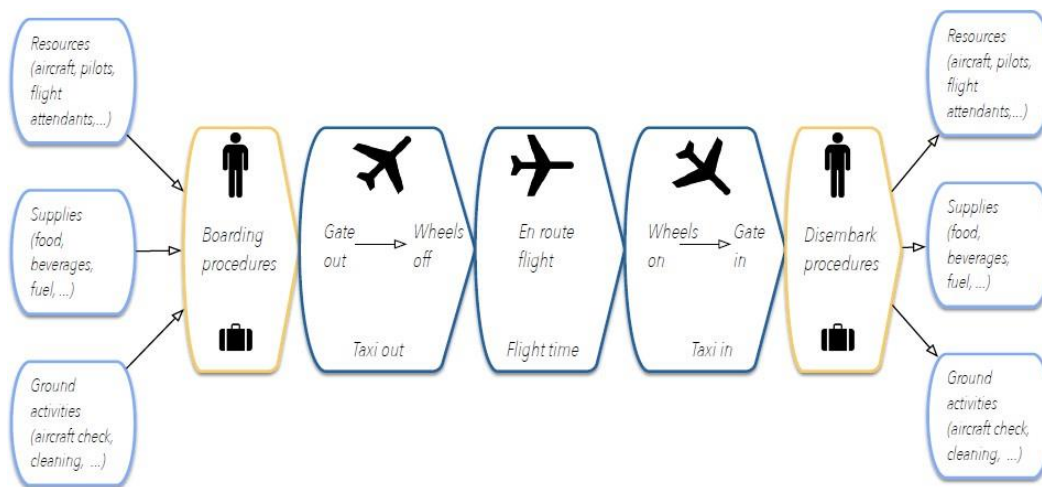 Resources
(aircraft, pilots,
flight
attendants,...)
Supplies
(food,
beverages,
fuel, ...)
Ground
activities
(aircraft check,
cleaning, ...)
Boarding
procedures
Gate
out
Wheels
off
Taxi out
En route
flight
Flight time
Wheels
on
Gate
in
Taxi in
Disembark
procedures
Resources
(aircraft, pilots,
flight
attendants,...)
Supplies
(food,
beverages,
fuel, ...)
Ground
activities
(aircraft check,
cleaning, ...)